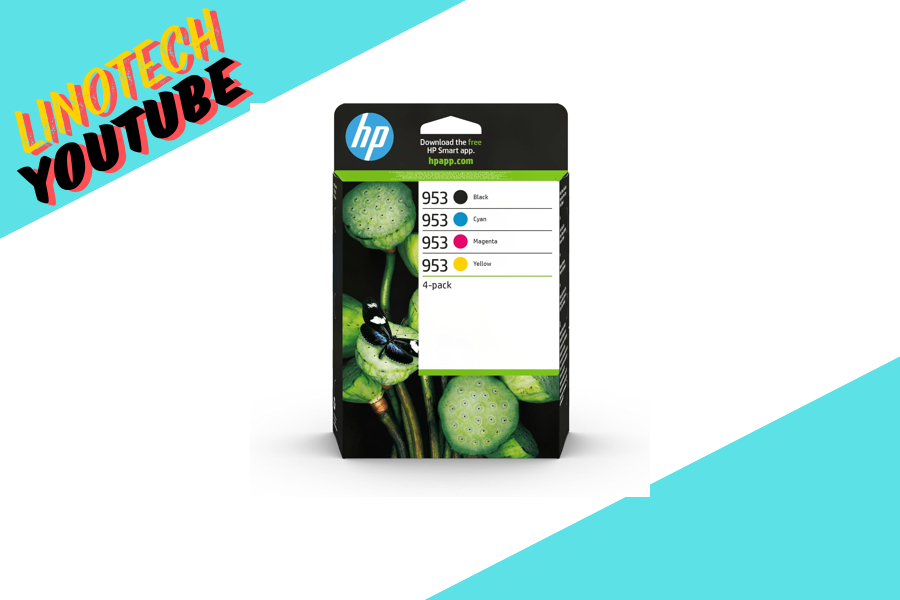 LINOTECH
YOUTUBE
hp
Download the free
HP Smart app.
hpapp.com
953 Black
953 Cyan
953 Magenta
953 Yellow
4-pack